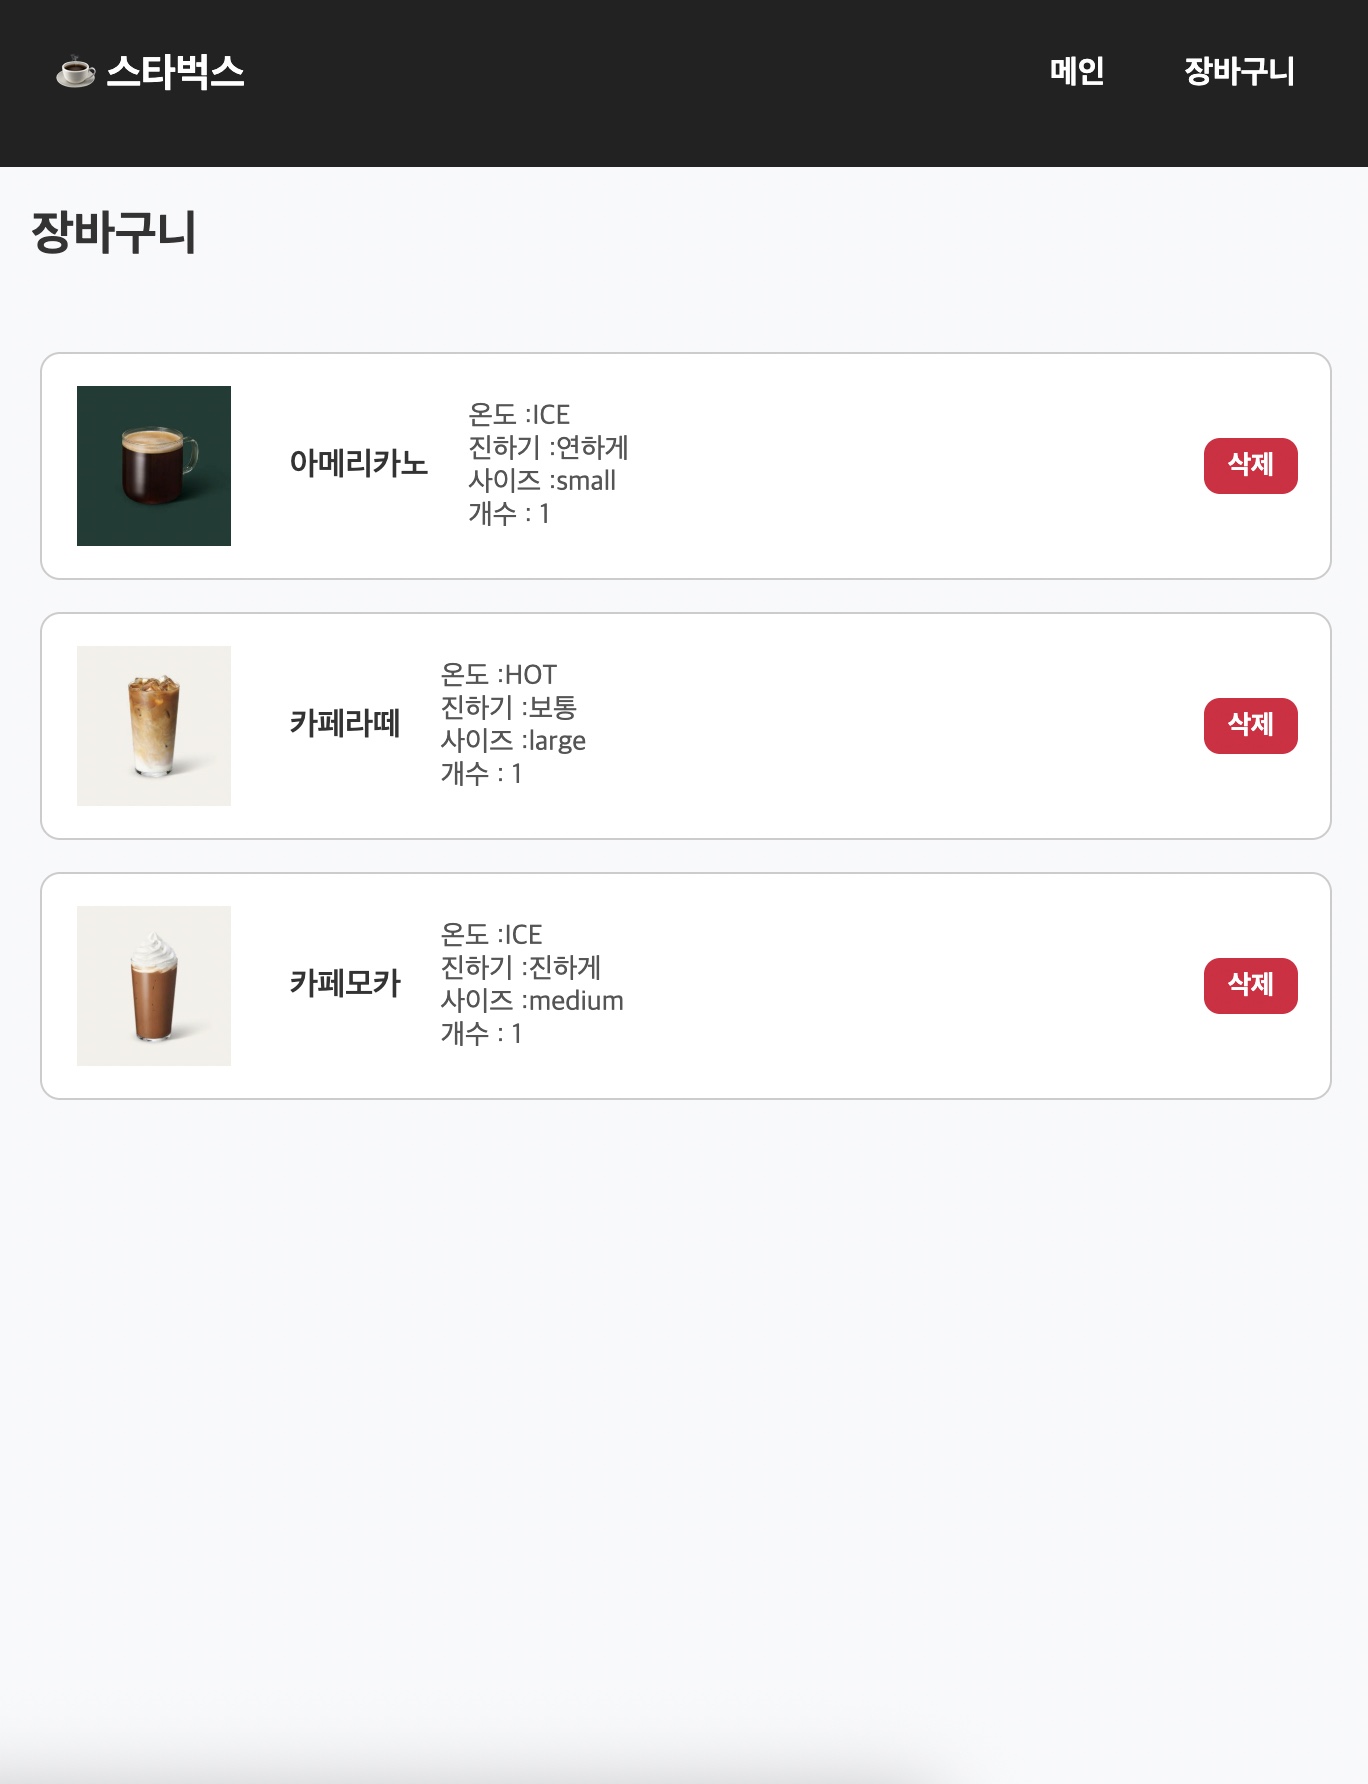 스타벅스
메인
장바구니
장바구니
아메리카노
온도 :ICE
진하기 :연하게
사이즈 :small
개수 : 1
삭제
카페라떼
온도 :HOT
진하기 :보통
사이즈 :large
개수 : 1
삭제
카페모카
온도 :ICE
진하기 :진하게
사이즈 :medium
개수 : 1
삭제